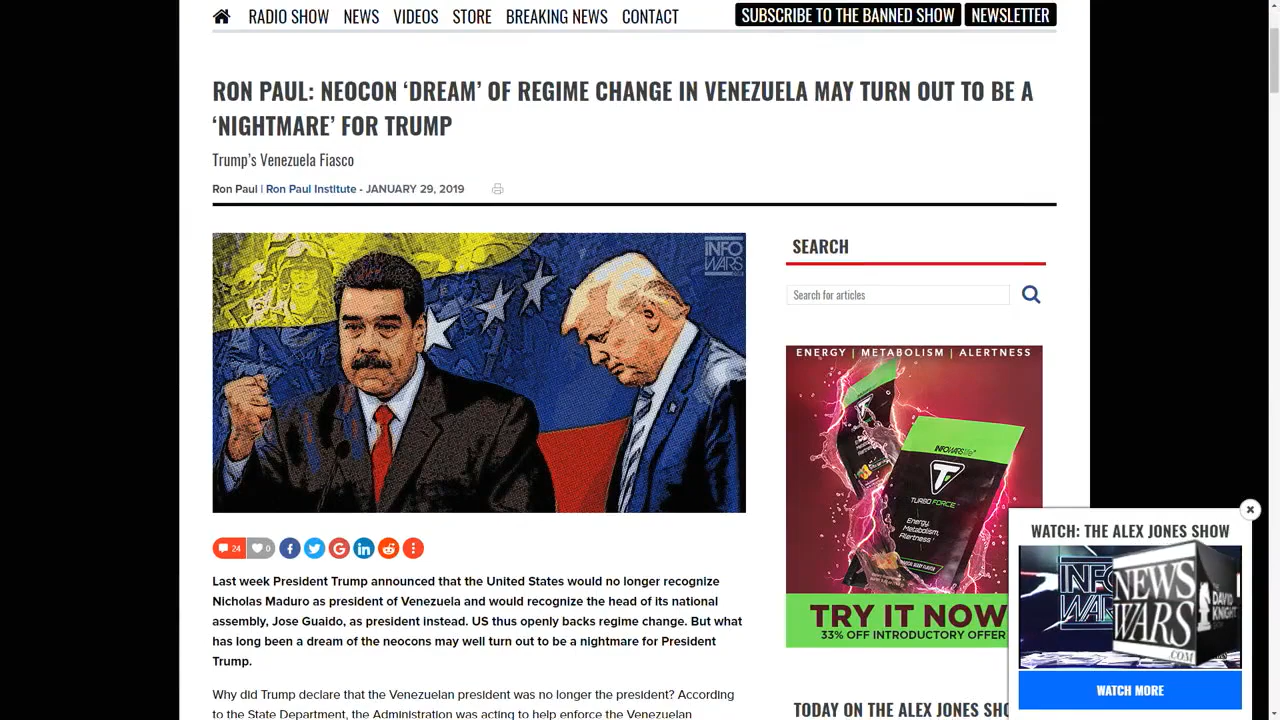 RADIO SHOW NEWS VIDEOS STORE BREAKING NEWS CONTACT SUBSCRIBE TO THE BANNED SHOW NEWSLETTER
RON PAUL: NEOCON ‘DREAM’ OF REGIME CHANGE IN VENEZUELA MAY TURN OUT TO BE A
‘NIGHTMARE’ FOR TRUMP
Trump’s Venezuela Fiasco
Ron Paul | Ron Paul Institute - JANUARY 29, 2019
INFO
WARS
24 0
Last week President Trump announced that the United States would no longer recognize
Nicholas Maduro as president of Venezuela and would recognize the head of its national
assembly, Jose Guaido, as president instead. US thus openly backs regime change. But what
has long been a dream of the neocons may well turn out to be a nightmare for President
Trump.
Why did Trump declare that the Venezuelan president was no longer the president? According
to the State Department, the Administration was acting to help enforce the Venezuelan
SEARCH
Search for articles
ENERGY | METABOLISM | ALERTNESS
INFOWARS life
TURBO FORCE
Energy,
Metabolism,
Alertness
TRY IT NOW
33% OFF INTRODUCTORY OFFER
TODAY ON THE ALEX JONES SHO
WATCH: THE ALEX JONES SHOW
INFO
WAR
NEWS
WARS
.COM
THE
DAVID
KNIGHT
WATCH MORE